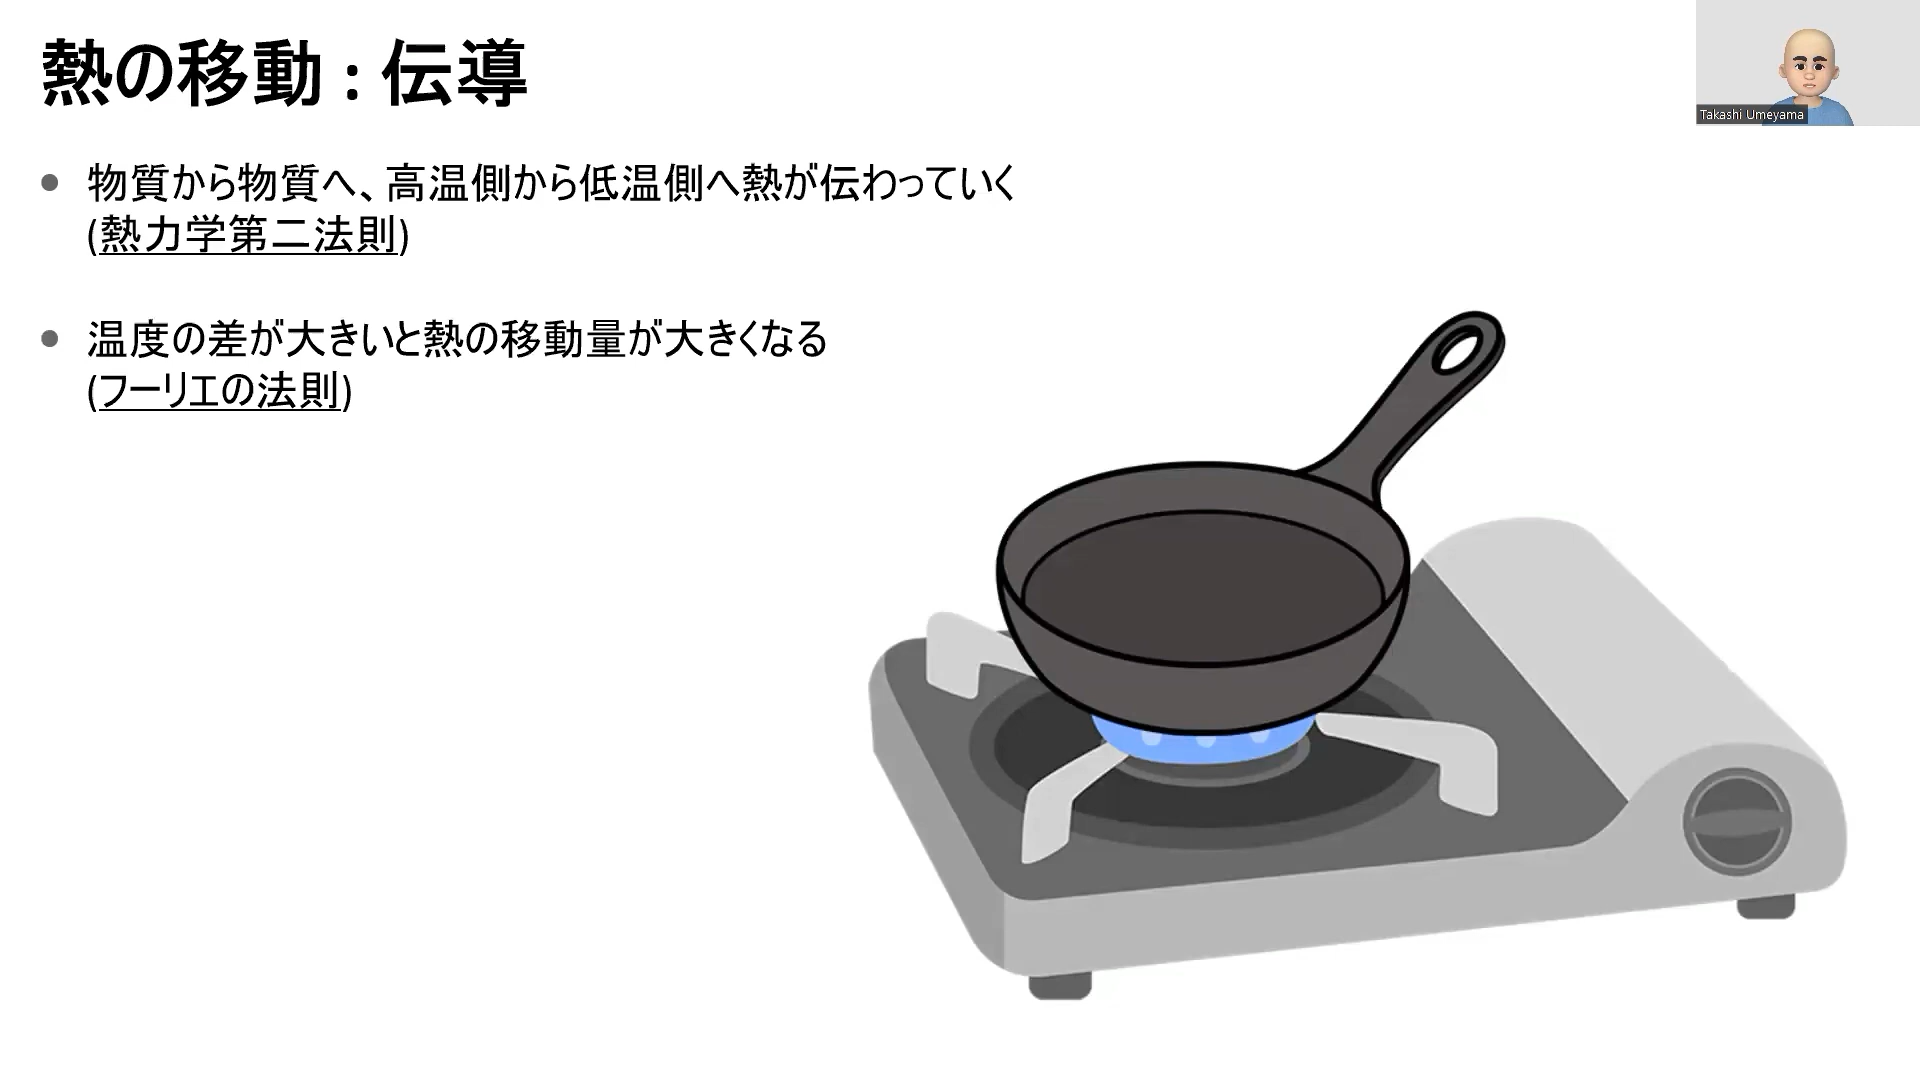 熱の移動 : 伝導
Takashi Umeyama
• 物質から物質へ、高温側から低温側へ熱が伝わっていく
(熱力学第二法則)
• 温度の差が大きいと熱の移動量が大きくなる
(フーリエの法則)